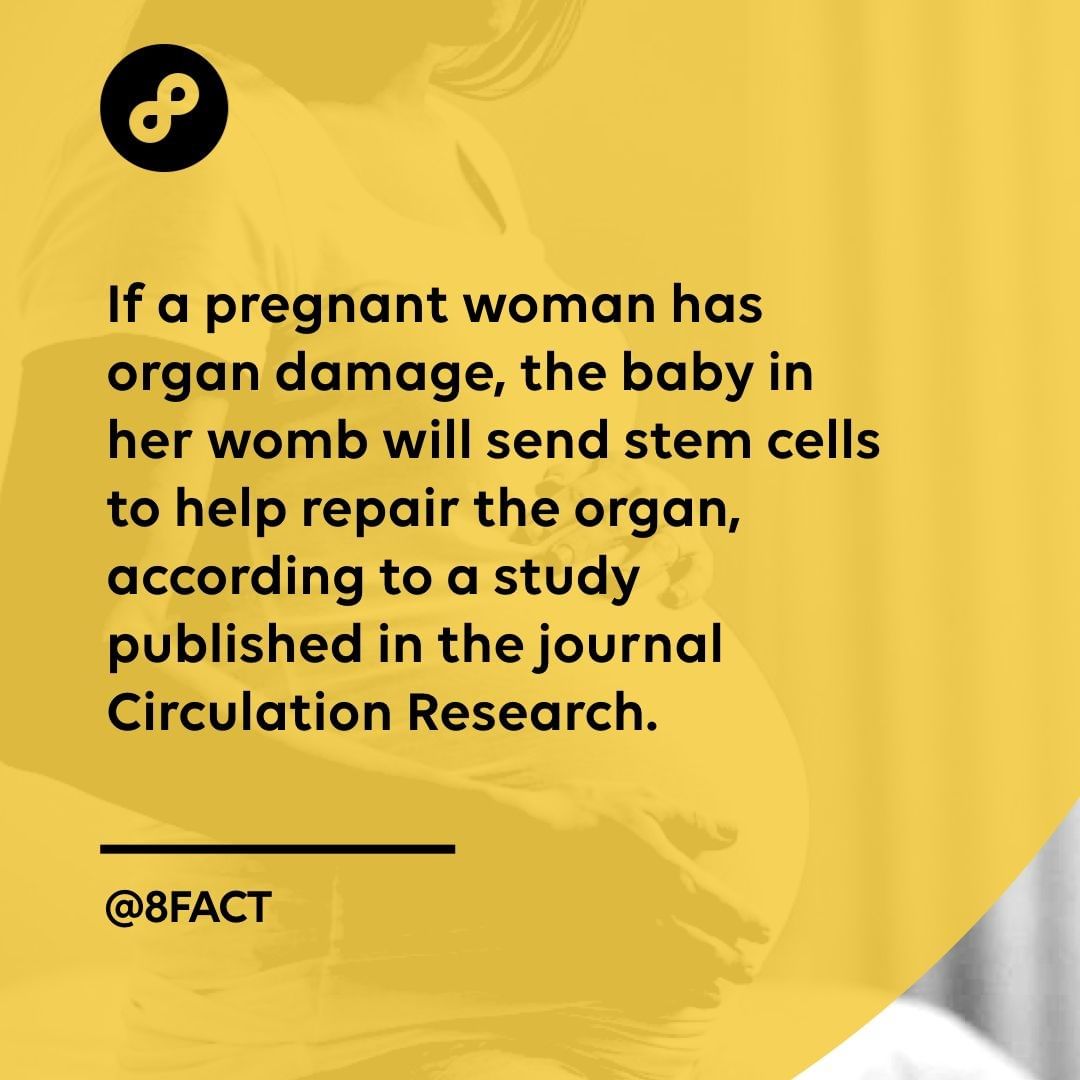 If a pregnant woman has
organ damage, the baby in
her womb will send stem cells
to help repair the organ,
according to a study
published in the journal
Circulation Research.
@8FACT